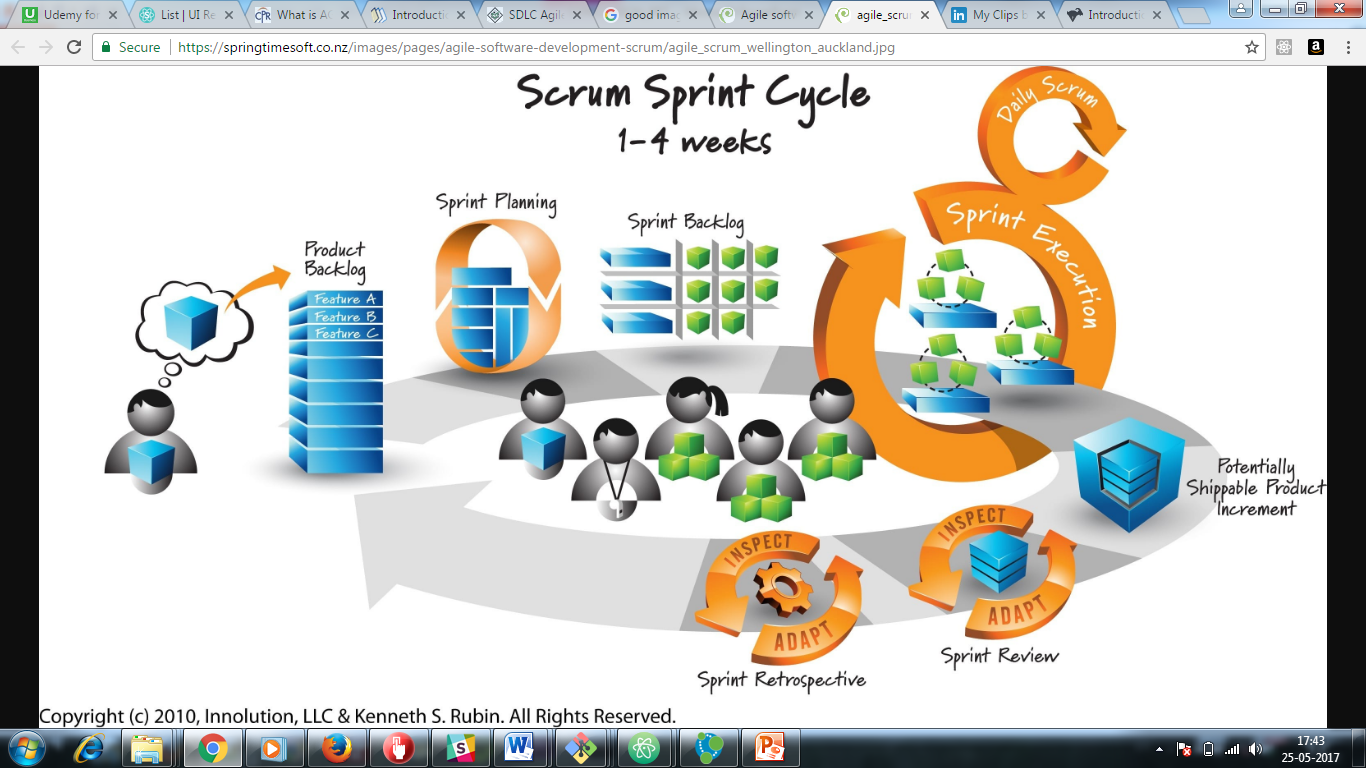 Udemy fo
List | UI Re
What is A
Introducti
SDLC Agil
good imag
Agile softw
agile_scru
My Clips b
Introducti
Secure
https://springtimesoft.co.nz/images/pages/agile-software-development-scrum/agile_scrum_wellington_auckland.jpg
Scrum Sprint Cycle
1-4 weeks
Daily Scrum
Sprint Planning
Sprint Backlog
Sprint Execution
Product
Backlog
Feature A
Feature B
Feature C
Potentially
Shippable Product
Increment
INSPECT
ADAPT
Sprint Review
INSPECT
ADAPT
Sprint Retrospective
Copyright (c) 2010, Innolution, LLC & Kenneth S. Rubin. All Rights Reserved.
17:43
25-05-2017